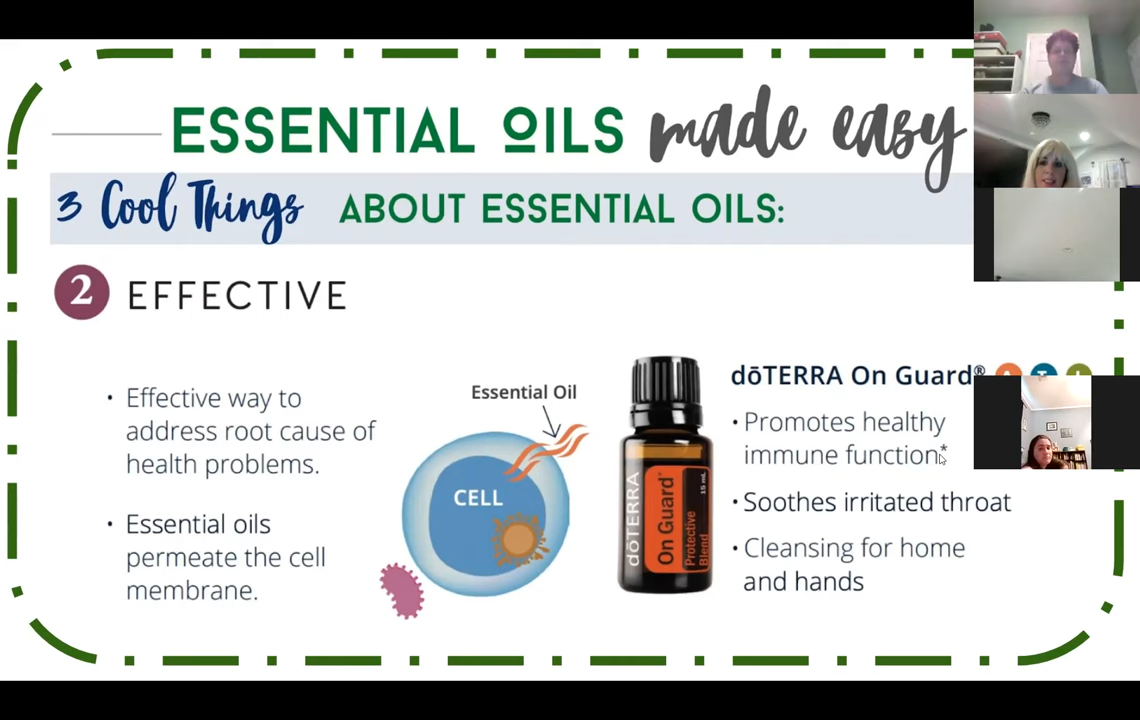 ESSENTIAL OILS made easy
3 Cool Things ABOUT ESSENTIAL OILS:
2 EFFECTIVE
• Effective way to
address root cause of
health problems.
• Essential oils
permeate the cell
membrane.
Essential Oil
CELL
dōTERRA
On Guard®
Protective
Blend
15 mL
dōTERRA On Guard®
• Promotes healthy
immune function*
• Soothes irritated throat
• Cleansing for home
and hands